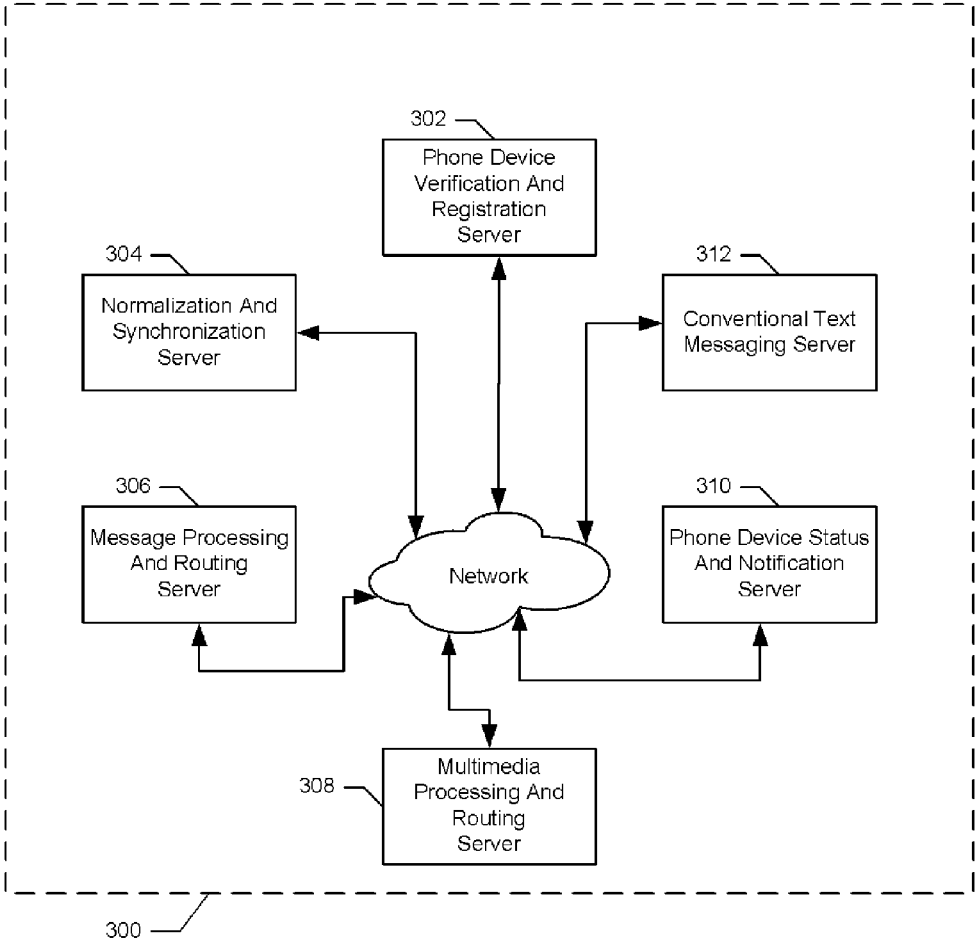 302
Phone Device
Verification And
Registration
Server
304
Normalization And
Synchronization
Server
312
Conventional Text
Messaging Server
306
Message Processing
And Routing
Server
310
Phone Device Status
And Notification
Server
Network
308
Multimedia
Processing And
Routing
Server
300